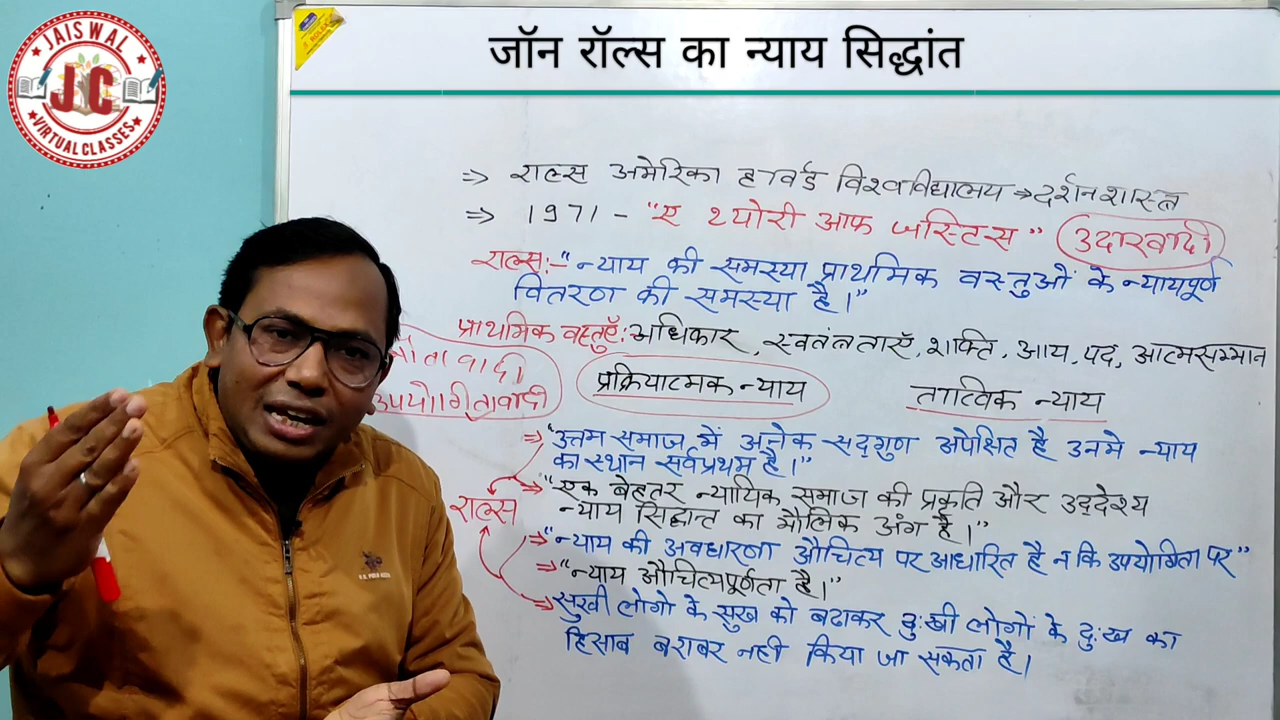 JAISWAL
JC
VIRTUAL CLASSES
जॉन रॉल्स का न्याय सिद्धांत
⇒ राल्स अमेरिका हार्वर्ड विश्वविद्यालय → दर्शनशास्त्र
⇒ 1971 - "ए थ्योरी आफ जस्टिस" उदारवादी
राल्स:- "न्याय की समस्या प्राथमिक वस्तुओं के न्यायपूर्ण
वितरण की समस्या है।"
प्राथमिक वस्तुएँ: अधिकार, स्वतंत्रताएँ, शक्ति, आय, पद, आत्मसम्मान
उपयोगितावादी
प्रक्रियात्मक न्याय तात्विक न्याय
⇒ "उत्तम समाज में अनेक सद्गुण अपेक्षित है उनमे न्याय
का स्थान सर्वप्रथम है।"
⇒ "एक बेहतर न्यायिक समाज की प्रकृति और उद्देश्य
न्याय सिद्धान्त का मौलिक अंग है।"
राल्स
⇒ "न्याय की अवधारणा औचित्य पर आधारित है न कि उपयोगिता पर"
⇒ "न्याय औचित्यपूर्णता है।"
⇒ सुखी लोगो के सुख को बढाकर दुःखी लोगों के दुःख का
हिसाब बराबर नही किया जा सकता है।